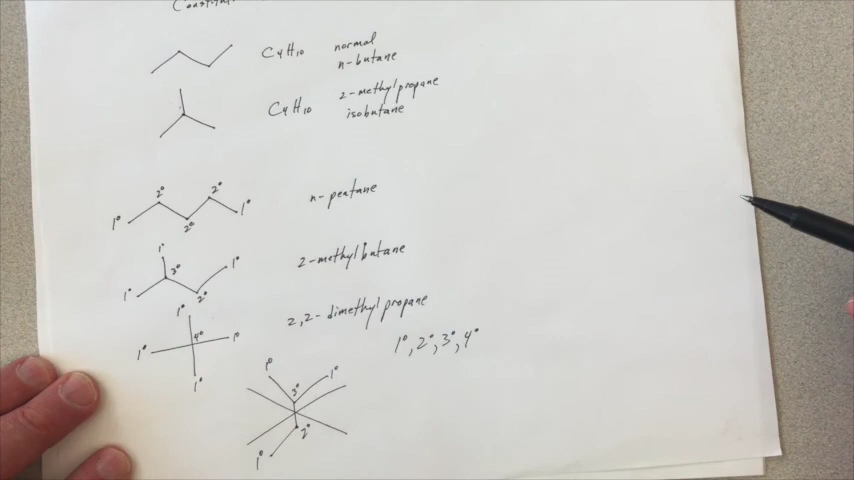 C4H10 normal
n-butane
C4H10 2-methylpropane
isobutane
1° 2° 2° 2° 1° n-pentane
1° 1° 3° 2° 1° 2-methylbutane
1° 1° 4° 1° 1° 2,2-dimethylpropane
1°, 2°, 3°, 4°
1° 3° 1°
1° 2°